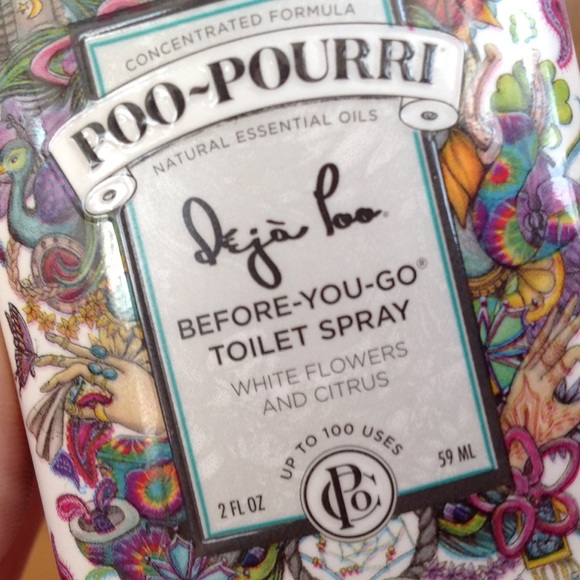 CONCENTRATED FORMULA
POO~POURRI
NATURAL ESSENTIAL OILS
Déjà Poo®
BEFORE-YOU-GO®
TOILET SPRAY
WHITE FLOWERS
AND CITRUS
UP TO 100 USES
2 FL OZ
59 ML